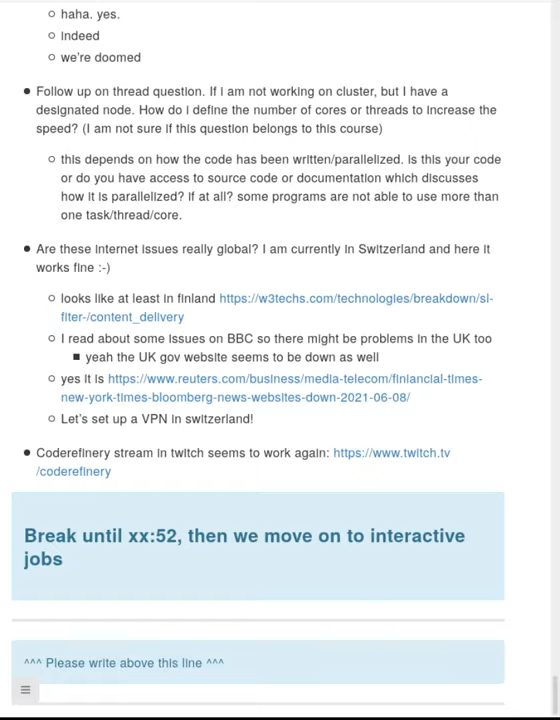 haha. yes.
indeed
we're doomed
Follow up on thread question. If i am not working on cluster, but I have a
designated node. How do i define the number of cores or threads to increase the
speed? (I am not sure if this question belongs to this course)
this depends on how the code has been written/parallelized. is this your code
or do you have access to source code or documentation which discusses
how it is parallelized? if at all? some programs are not able to use more than
one task/thread/core.
Are these internet issues really global? I am currently in Switzerland and here it
works fine :-)
looks like at least in finland https://w3techs.com/technologies/breakdown/sl-
fiter-/content_delivery
I read about some issues on BBC so there might be problems in the UK too
yeah the UK gov website seems to be down as well
yes it is https://www.reuters.com/business/media-telecom/finiancial-times-
new-york-times-bloomberg-news-websites-down-2021-06-08/
Let's set up a VPN in switzerland!
Coderefinery stream in twitch seems to work again: https://www.twitch.tv
/coderefinery
Break until xx:52, then we move on to interactive
jobs
^^^ Please write above this line ^^^